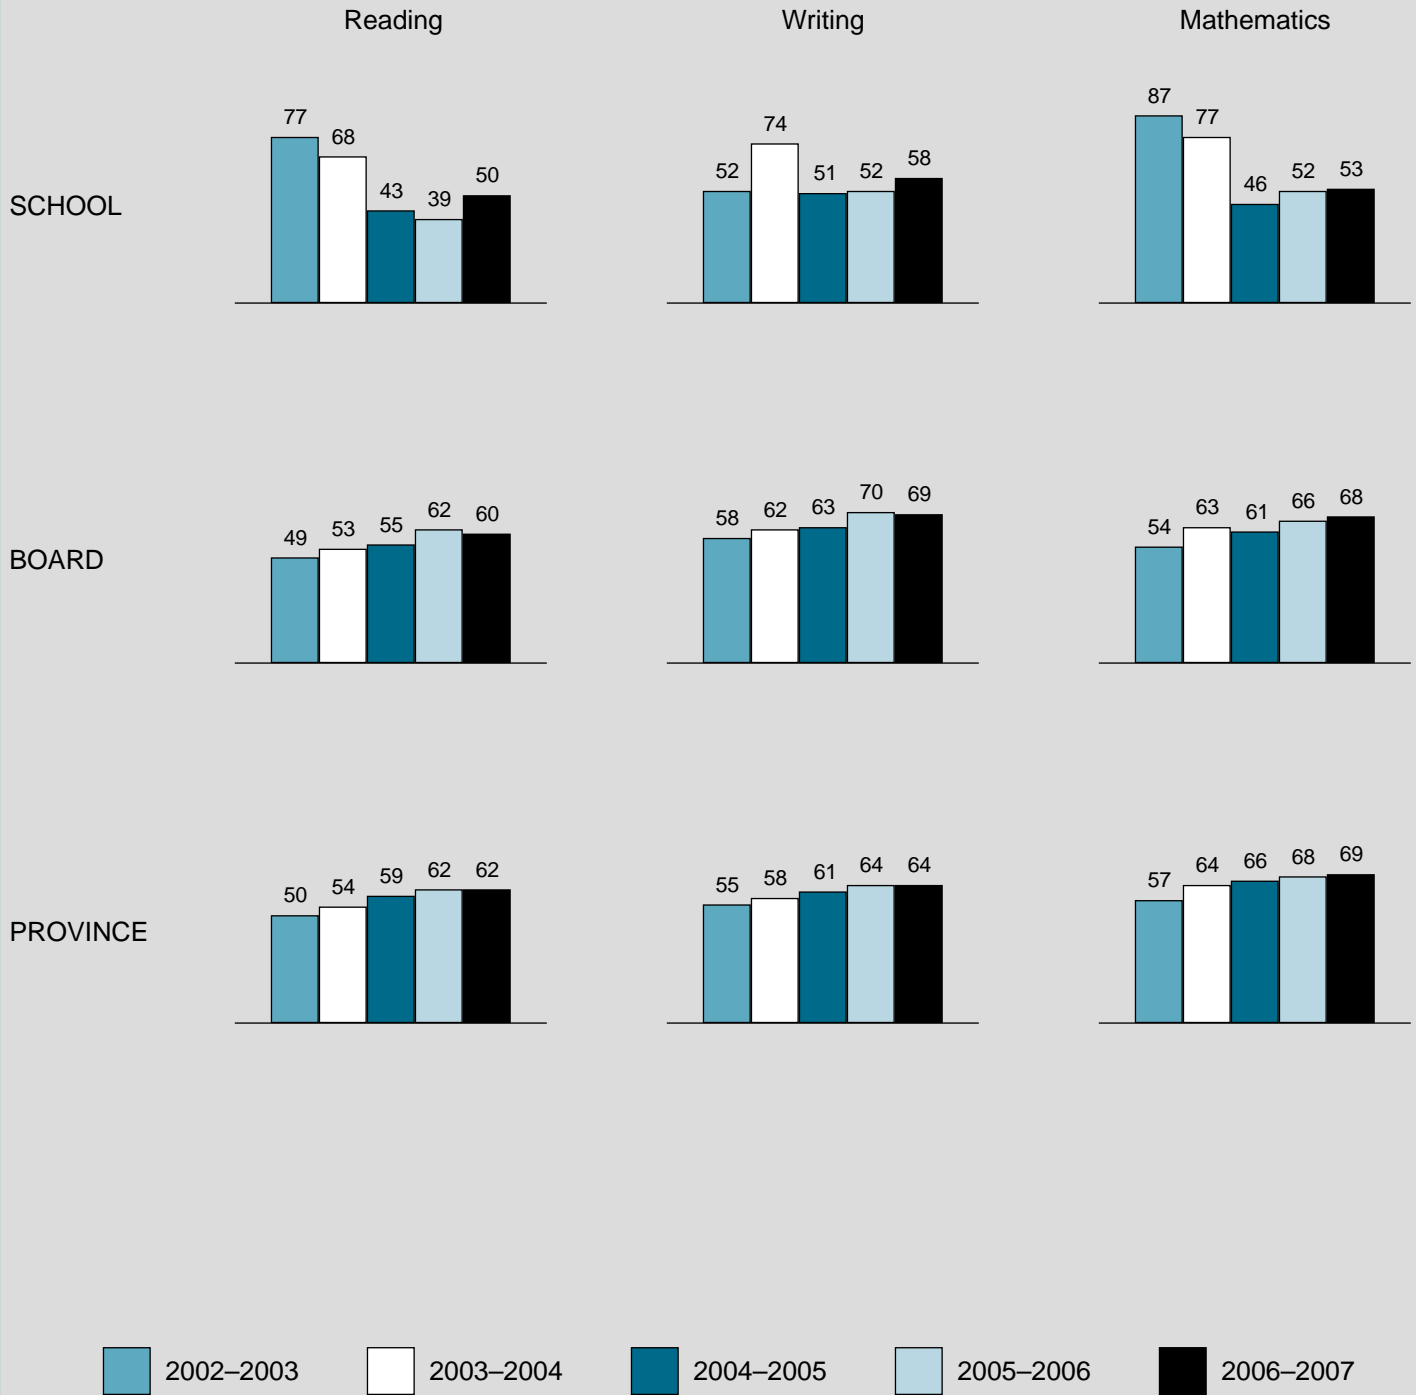 Reading Writing Mathematics
SCHOOL
77 68 43 39 50
52 74 51 52 58
87 77 46 52 53
BOARD
49 53 55 62 60
58 62 63 70 69
54 63 61 66 68
PROVINCE
50 54 59 62 62
55 58 61 64 64
57 64 66 68 69
2002–2003 2003–2004 2004–2005 2005–2006 2006–2007